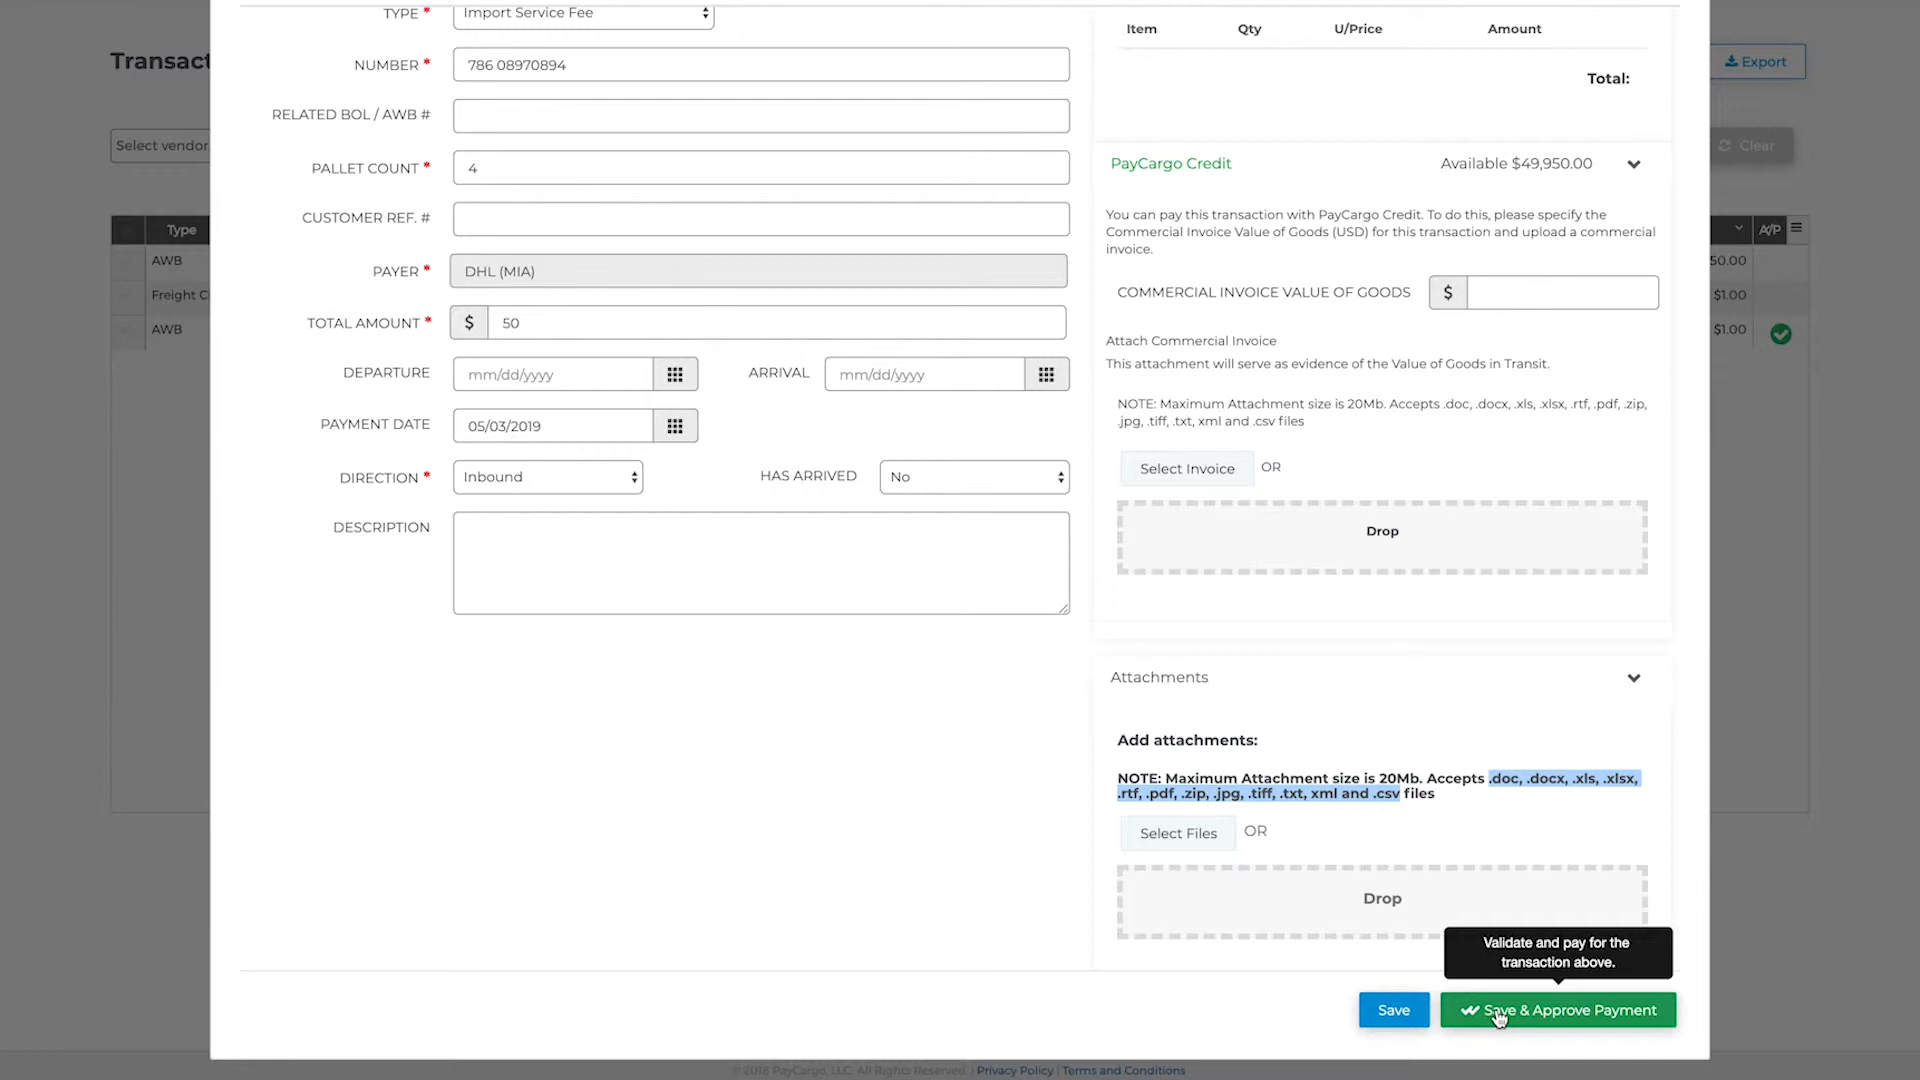 Transact
Export
Select vendor
Clear
Type
A/P
AWB
50.00
Freight C
$1.00
AWB
$1.00
TYPE *
Import Service Fee
NUMBER *
786 08970894
RELATED BOL / AWB #
PALLET COUNT *
4
CUSTOMER REF. #
PAYER *
DHL (MIA)
TOTAL AMOUNT *
$ 50
DEPARTURE
mm/dd/yyyy
ARRIVAL
mm/dd/yyyy
PAYMENT DATE
05/03/2019
DIRECTION *
Inbound
HAS ARRIVED
No
DESCRIPTION
Item Qty U/Price Amount
Total:
PayCargo Credit
Available $49,950.00
You can pay this transaction with PayCargo Credit. To do this, please specify the
Commercial Invoice Value of Goods (USD) for this transaction and upload a commercial
invoice.
COMMERCIAL INVOICE VALUE OF GOODS
$
Attach Commercial Invoice
This attachment will serve as evidence of the Value of Goods in Transit.
NOTE: Maximum Attachment size is 20Mb. Accepts .doc, .docx, .xls, .xlsx, .rtf, .pdf, .zip,
.jpg, .tiff, .txt, xml and .csv files
Select Invoice OR
Drop
Attachments
Add attachments:
NOTE: Maximum Attachment size is 20Mb. Accepts .doc, .docx, .xls, .xlsx,
.rtf, .pdf, .zip, .jpg, .tiff, .txt, xml and .csv files
Select Files OR
Drop
Validate and pay for the
transaction above.
Save
Save & Approve Payment
© 2018 PayCargo, LLC. All Rights Reserved. | Privacy Policy | Terms and Conditions